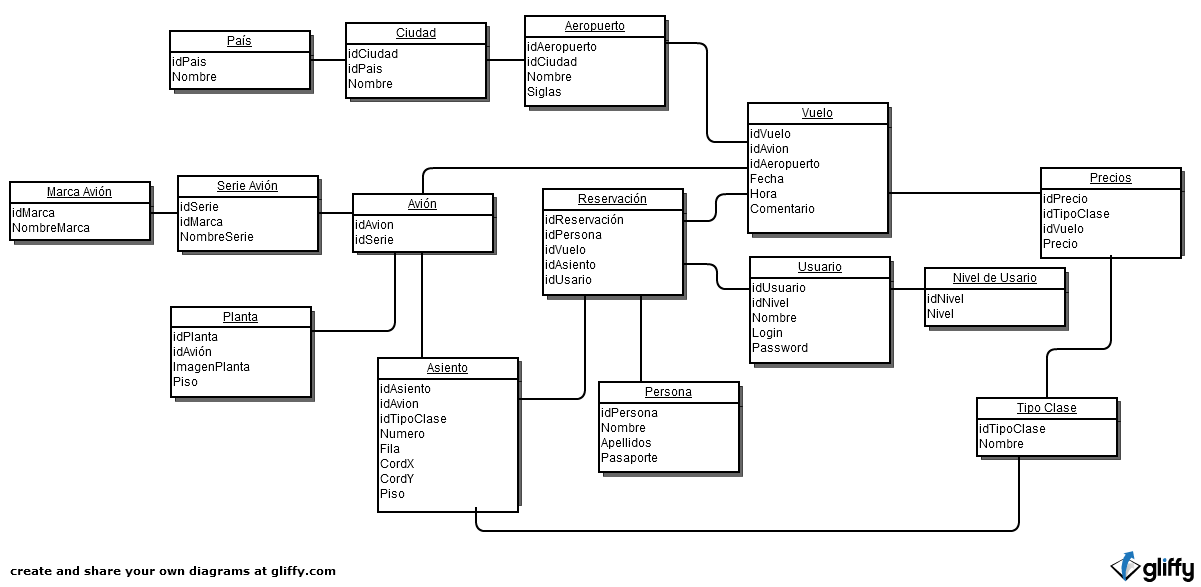 País
idPais
Nombre
Ciudad
idCiudad
idPais
Nombre
Aeropuerto
idAeropuerto
idCiudad
Nombre
Siglas
Vuelo
idVuelo
idAvion
idAeropuerto
Fecha
Hora
Comentario
Precios
idPrecio
idTipoClase
idVuelo
Precio
Marca Avión
idMarca
NombreMarca
Serie Avión
idSerie
idMarca
NombreSerie
Avión
idAvion
idSerie
Reservación
idReservación
idPersona
idVuelo
idAsiento
idUsario
Usuario
idUsuario
idNivel
Nombre
Login
Password
Nivel de Usario
idNivel
Nivel
Planta
idPlanta
idAvión
ImagenPlanta
Piso
Asiento
idAsiento
idAvion
idTipoClase
Numero
Fila
CordX
CordY
Piso
Persona
idPersona
Nombre
Apellidos
Pasaporte
Tipo Clase
idTipoClase
Nombre
create and share your own diagrams at gliffy.com
gliffy